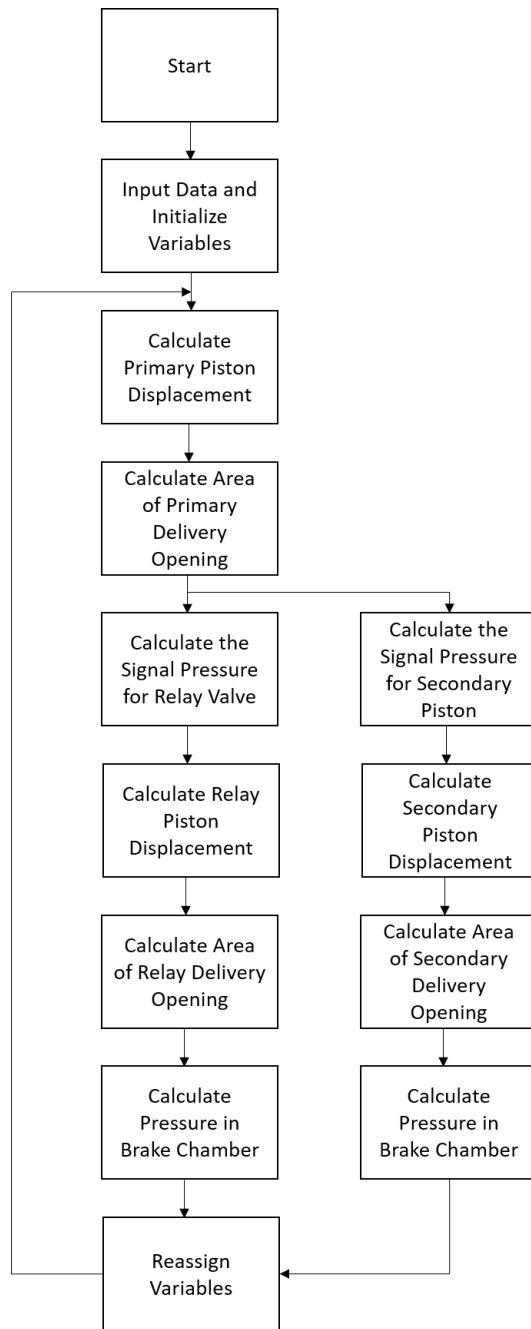 Start
Input Data and
Initialize
Variables
Calculate
Primary Piston
Displacement
Calculate Area
of Primary
Delivery
Opening
Calculate the
Signal Pressure
for Relay Valve
Calculate Relay
Piston
Displacement
Calculate Area
of Relay Delivery
Opening
Calculate
Pressure in
Brake Chamber
Calculate the
Signal Pressure
for Secondary
Piston
Calculate
Secondary
Piston
Displacement
Calculate Area
of Secondary
Delivery
Opening
Calculate
Pressure in
Brake Chamber
Reassign
Variables